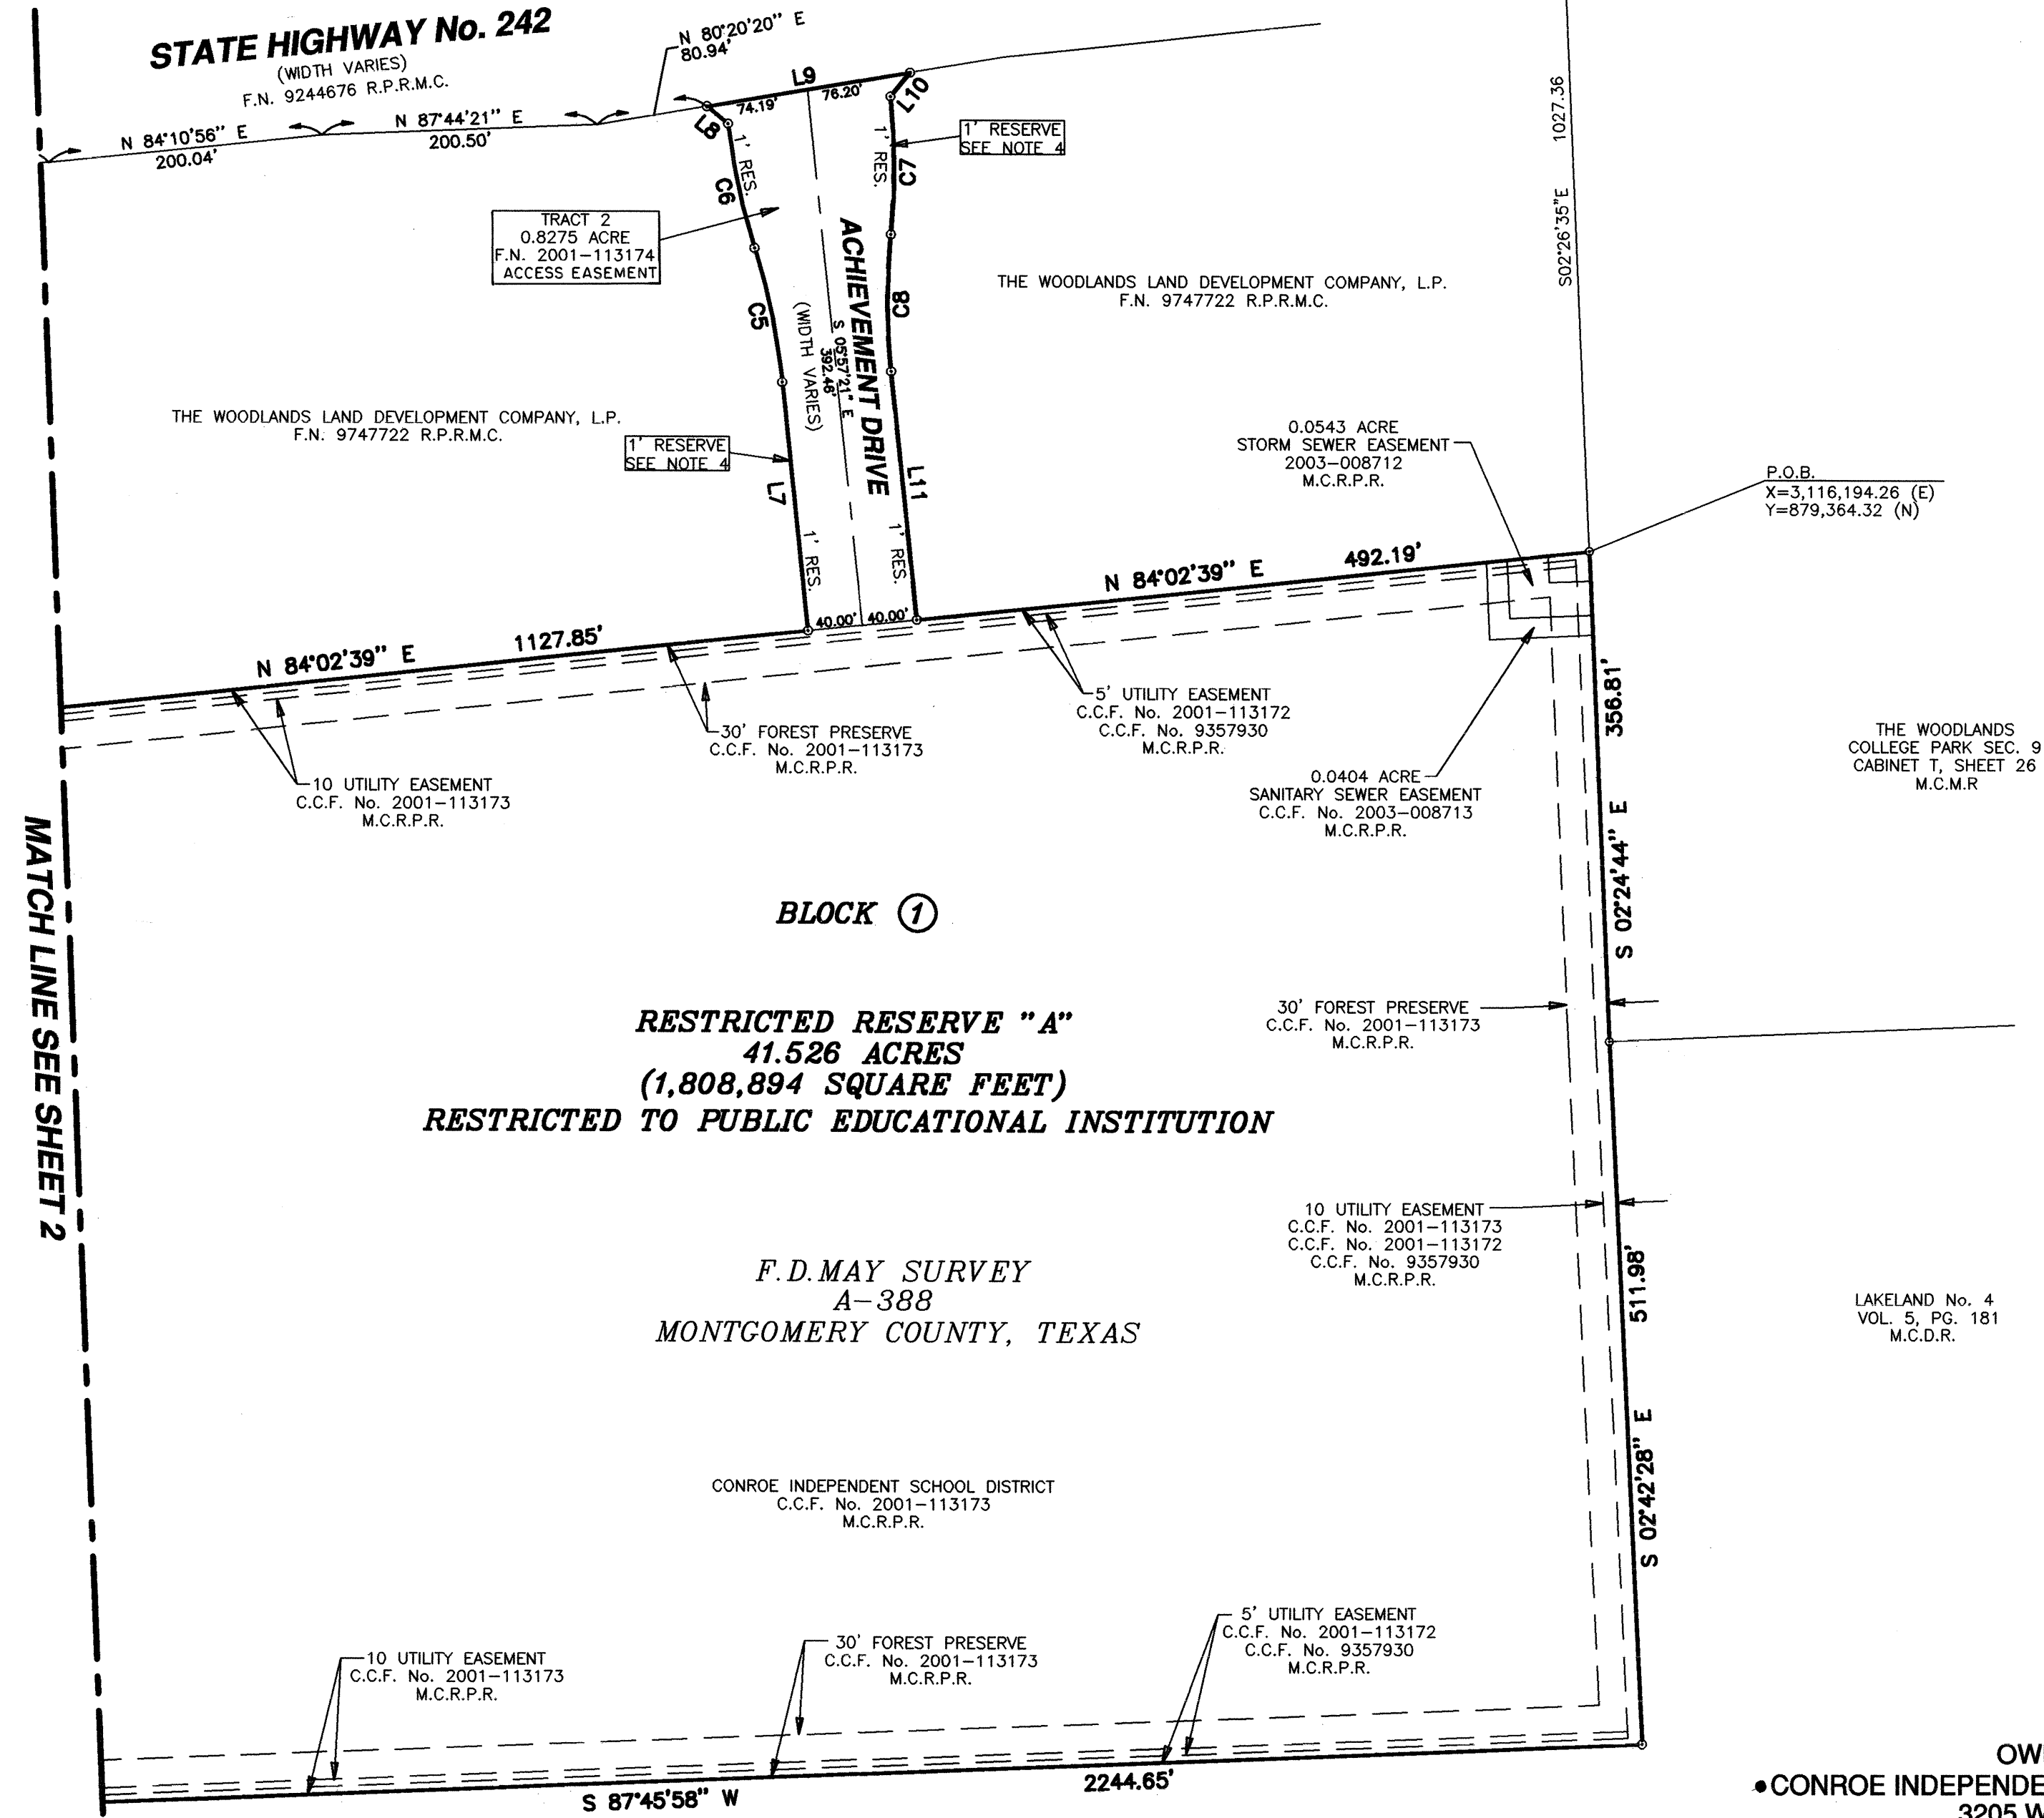 STATE HIGHWAY No. 242
(WIDTH VARIES)
F.N. 9244676 R.P.R.M.C.
N 80°20'20" E
80.94'
N 84°10'56" E
200.04'
N 87°44'21" E
200.50'
L9
74.19'
76.20'
L8
L10
1' RES.
1' RES.
C6
C7
1' RESERVE
SEE NOTE 4
1027.36
S02°26'35"E
TRACT 2
0.8275 ACRE
F.N. 2001-113174
ACCESS EASEMENT
ACHIEVEMENT DRIVE
S 05°57'21" E
392.46'
(WIDTH VARIES)
C5
C8
THE WOODLANDS LAND DEVELOPMENT COMPANY, L.P.
F.N. 9747722 R.P.R.M.C.
THE WOODLANDS LAND DEVELOPMENT COMPANY, L.P.
F.N. 9747722 R.P.R.M.C.
1' RESERVE
SEE NOTE 4
L7
L11
1' RES.
1' RES.
0.0543 ACRE
STORM SEWER EASEMENT
2003-008712
M.C.R.P.R.
P.O.B.
X=3,116,194.26 (E)
Y=879,364.32 (N)
40.00'
40.00'
N 84°02'39" E
492.19'
N 84°02'39" E
1127.85'
10 UTILITY EASEMENT
C.C.F. No. 2001-113173
M.C.R.P.R.
30' FOREST PRESERVE
C.C.F. No. 2001-113173
M.C.R.P.R.
5' UTILITY EASEMENT
C.C.F. No. 2001-113172
C.C.F. No. 9357930
M.C.R.P.R.
0.0404 ACRE
SANITARY SEWER EASEMENT
C.C.F. No. 2003-008713
M.C.R.P.R.
356.81'
S 02°24'44" E
THE WOODLANDS
COLLEGE PARK SEC. 9
CABINET T, SHEET 26
M.C.M.R
MATCH LINE SEE SHEET 2
BLOCK 1
RESTRICTED RESERVE "A"
41.526 ACRES
(1,808,894 SQUARE FEET)
RESTRICTED TO PUBLIC EDUCATIONAL INSTITUTION
30' FOREST PRESERVE
C.C.F. No. 2001-113173
M.C.R.P.R.
10 UTILITY EASEMENT
C.C.F. No. 2001-113173
C.C.F. No. 2001-113172
C.C.F. No. 9357930
M.C.R.P.R.
511.98'
S 02°42'28" E
LAKELAND No. 4
VOL. 5, PG. 181
M.C.D.R.
F.D.MAY SURVEY
A-388
MONTGOMERY COUNTY, TEXAS
CONROE INDEPENDENT SCHOOL DISTRICT
C.C.F. No. 2001-113173
M.C.R.P.R.
10 UTILITY EASEMENT
C.C.F. No. 2001-113173
M.C.R.P.R.
30' FOREST PRESERVE
C.C.F. No. 2001-113173
M.C.R.P.R.
5' UTILITY EASEMENT
C.C.F. No. 2001-113172
C.C.F. No. 9357930
M.C.R.P.R.
S 87°45'58" W
2244.65'
OW
•CONROE INDEPENDE
3205 W